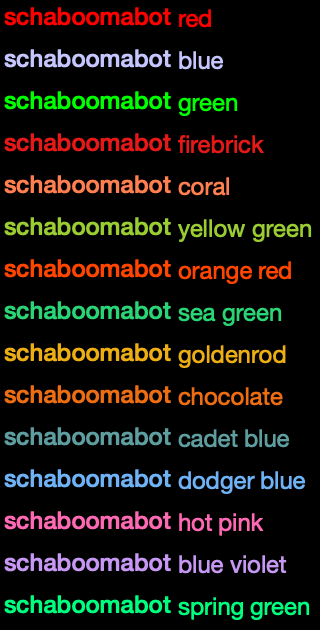 schaboomabot red
schaboomabot blue
schaboomabot green
schaboomabot firebrick
schaboomabot coral
schaboomabot yellow green
schaboomabot orange red
schaboomabot sea green
schaboomabot goldenrod
schaboomabot chocolate
schaboomabot cadet blue
schaboomabot dodger blue
schaboomabot hot pink
schaboomabot blue violet
schaboomabot spring green